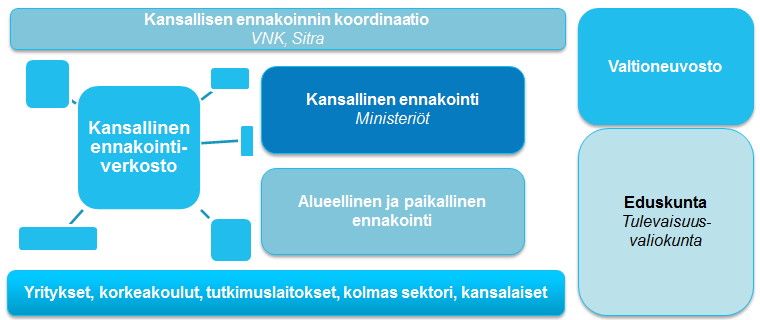 Kansallisen ennakoinnin koordinaatio
VNK, Sitra
Valtioneuvosto
Kansallinen
ennakointi-
verkosto
Kansallinen ennakointi
Ministeriöt
Alueellinen ja paikallinen
ennakointi
Eduskunta
Tulevaisuus-
valiokunta
Yritykset, korkeakoulut, tutkimuslaitokset, kolmas sektori, kansalaiset